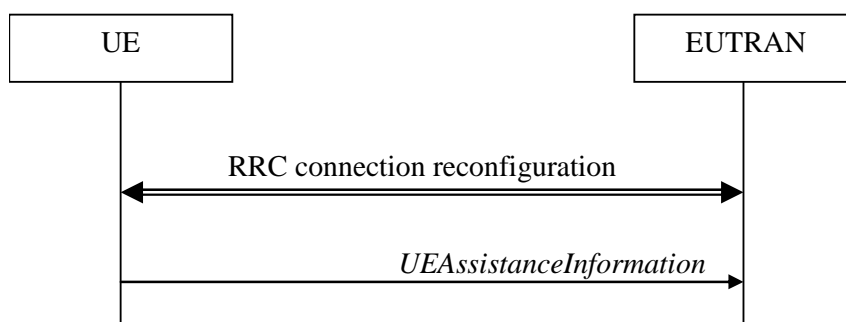 UE
EUTRAN
RRC connection reconfiguration
UEAssistanceInformation